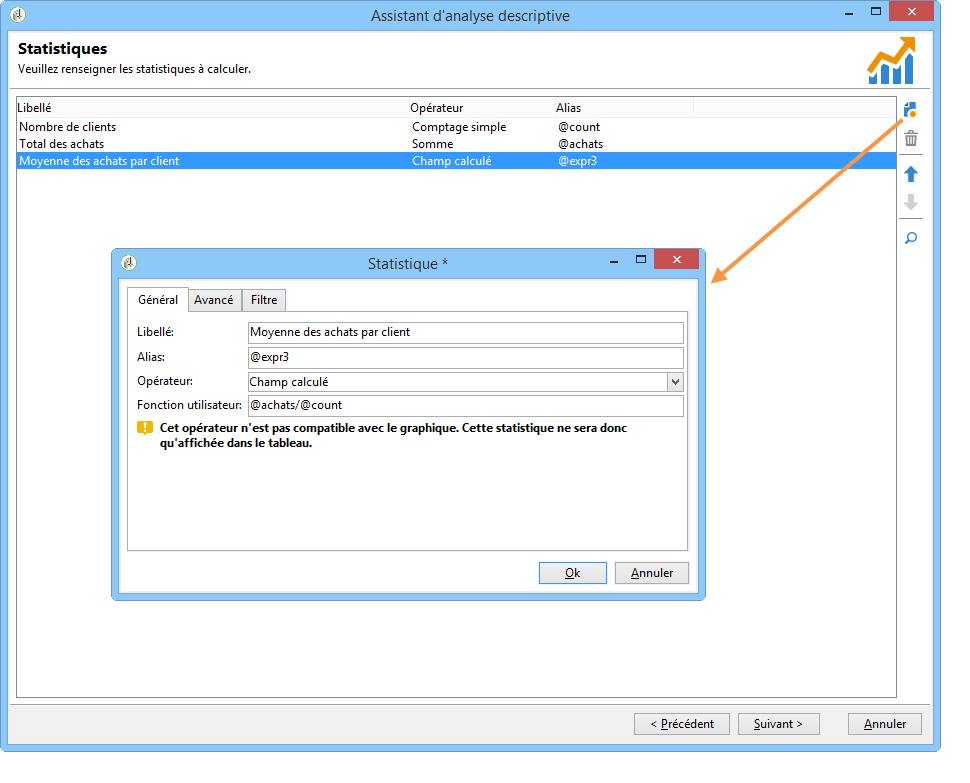 Assistant d'analyse descriptive
Statistiques
Veuillez renseigner les statistiques à calculer.
Libellé Opérateur Alias
Nombre de clients Comptage simple @count
Total des achats Somme @achats
Moyenne des achats par client Champ calculé @expr3
Statistique *
Général Avancé Filtre
Libellé: Moyenne des achats par client
Alias: @expr3
Opérateur: Champ calculé
Fonction utilisateur: @achats/@count
Cet opérateur n'est pas compatible avec le graphique. Cette statistique ne sera donc
qu'affichée dans le tableau.
Ok Annuler
< Précédent Suivant > Annuler